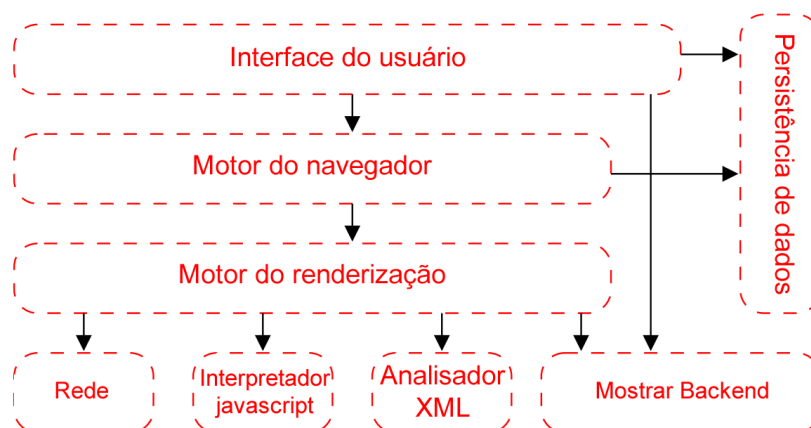 Interface do usuário
Persistência de dados
Motor do navegador
Motor do renderização
Rede
Interpretador
javascript
Analisador
XML
Mostrar Backend